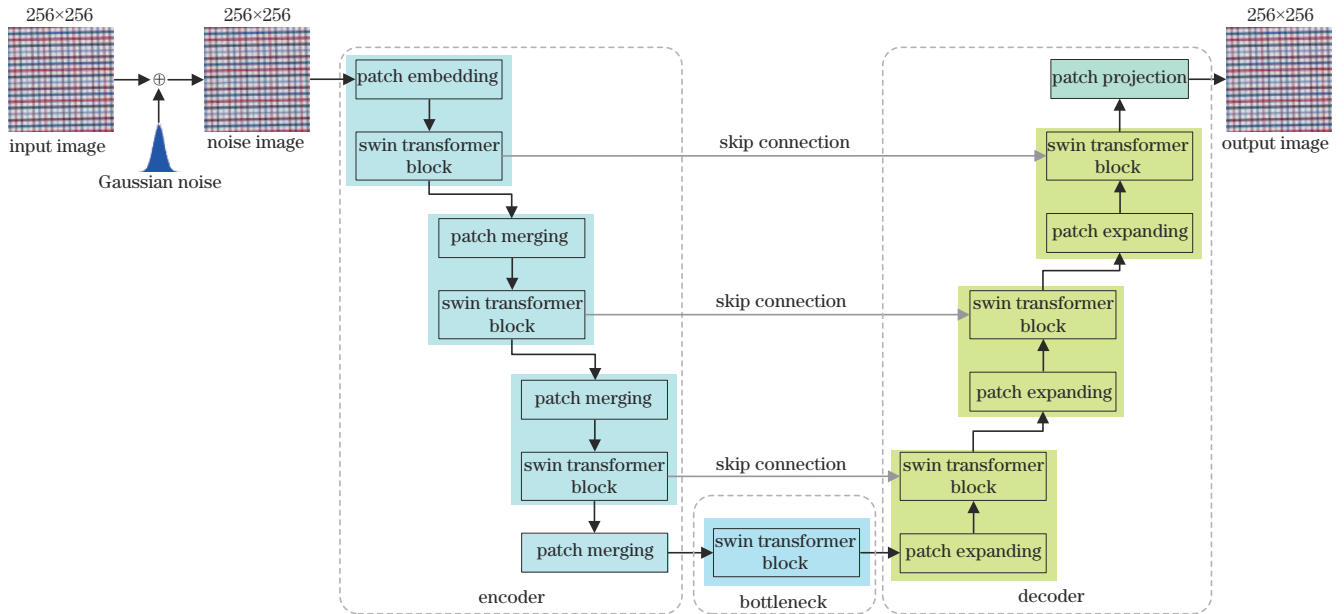 256×256
256×256
256×256
input image
Gaussian noise
noise image
patch embedding
swin transformer
block
patch merging
swin transformer
block
patch merging
swin transformer
block
patch merging
encoder
skip connection
skip connection
skip connection
swin transformer
block
bottleneck
patch projection
swin transformer
block
patch expanding
swin transformer
block
patch expanding
swin transformer
block
patch expanding
decoder
output image